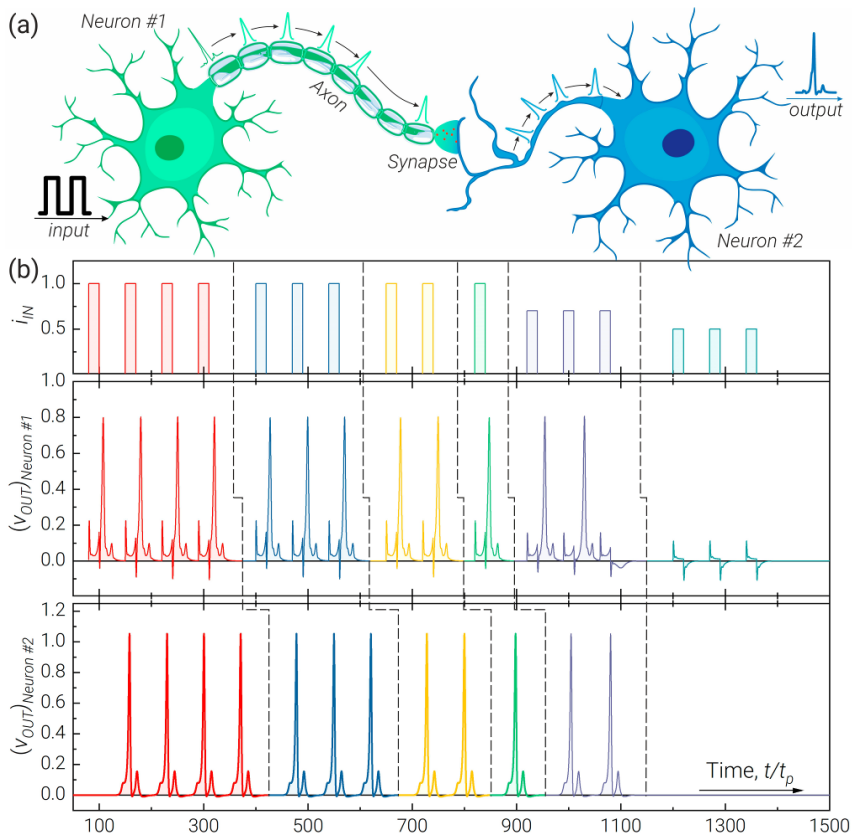 (a)
Neuron #1
Axon
Synapse
input
output
Neuron #2
(b)
i_IN
1.0
0.5
(v_OUT)_Neuron #1
1.0
0.8
0.6
0.4
0.2
0.0
(v_OUT)_Neuron #2
1.2
1.0
0.8
0.6
0.4
0.2
0.0
Time, t/t_p
100 300 500 700 900 1100 1300 1500